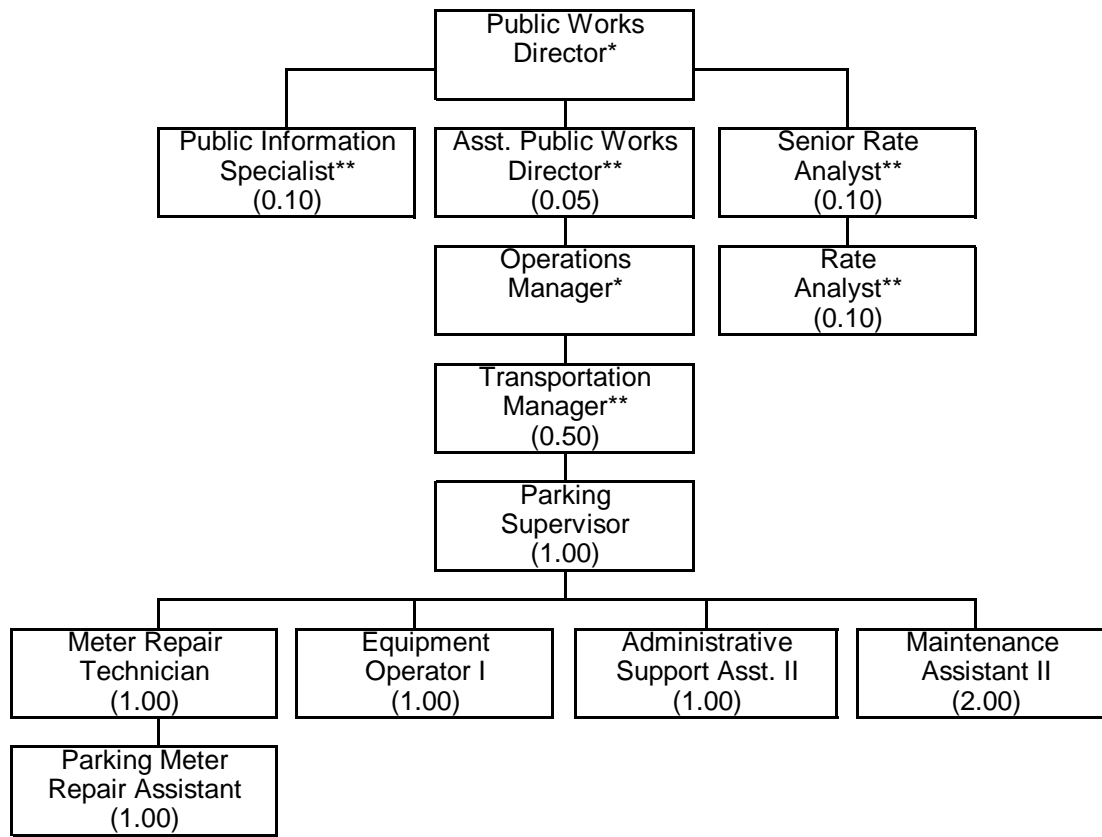 Public Works
Director*
Public Information
Specialist**
(0.10)
Asst. Public Works
Director**
(0.05)
Senior Rate
Analyst**
(0.10)
Operations
Manager*
Rate
Analyst**
(0.10)
Transportation
Manager**
(0.50)
Parking
Supervisor
(1.00)
Meter Repair
Technician
(1.00)
Equipment
Operator I
(1.00)
Administrative
Support Asst. II
(1.00)
Maintenance
Assistant II
(2.00)
Parking Meter
Repair Assistant
(1.00)